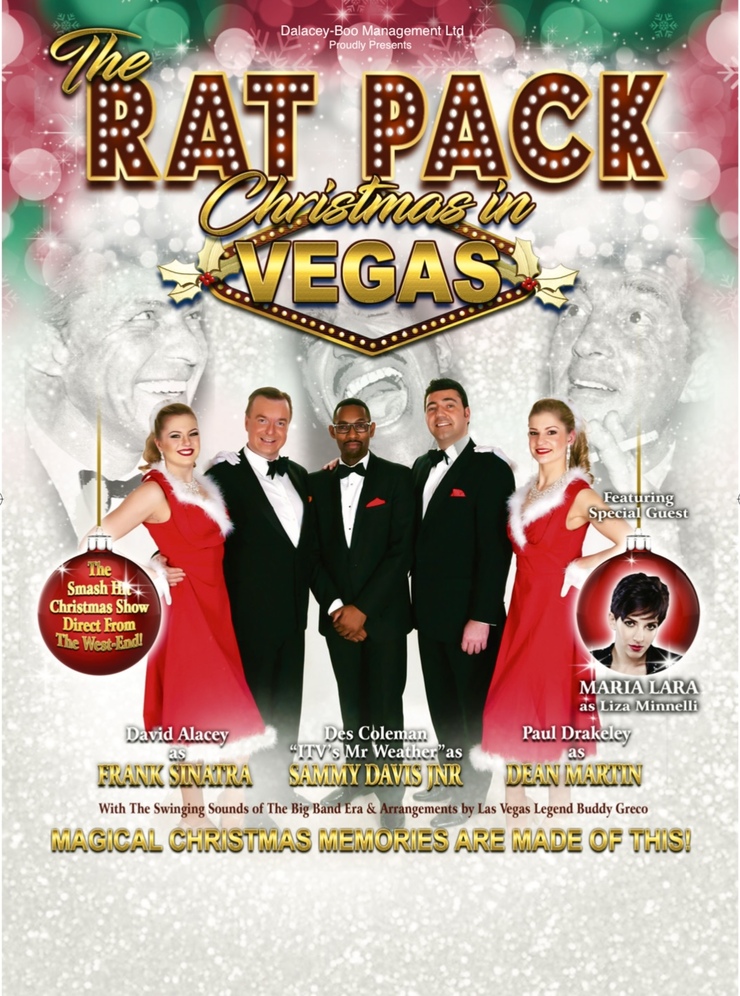 Dalacey-Boo Management Ltd
Proudly Presents
The
RAT PACK
Christmas in
VEGAS
Featuring
Special Guest
The
Smash Hit
Christmas Show
Direct From
The West-End!
MARIA LARA
as Liza Minnelli
David Alacey
as
FRANK SINATRA
Des Coleman
"ITV's Mr Weather" as
SAMMY DAVIS JNR
Paul Drakeley
as
DEAN MARTIN
With The Swinging Sounds of The Big Band Era & Arrangements by Las Vegas Legend Buddy Greco
MAGICAL CHRISTMAS MEMORIES ARE MADE OF THIS!